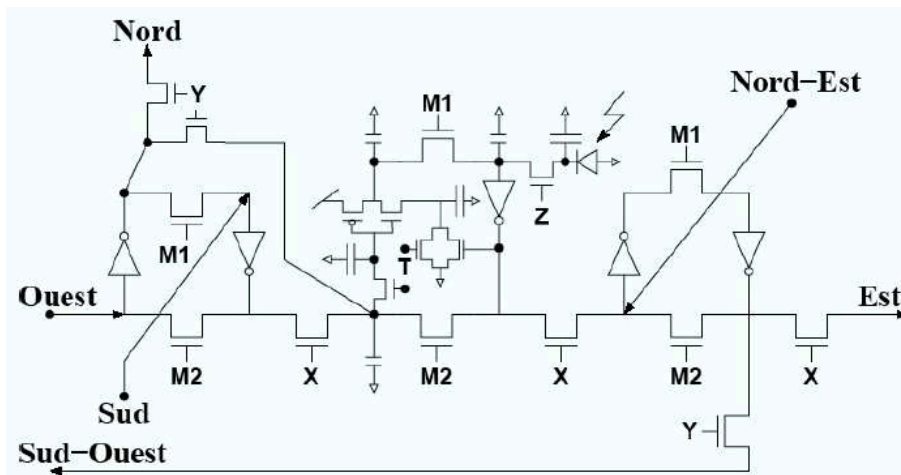 Nord
Y
M1
Nord-Est
M1
Z
M1
T
Ouest
Est
M2
X
M2
X
M2
X
Sud
Y
Sud-Ouest